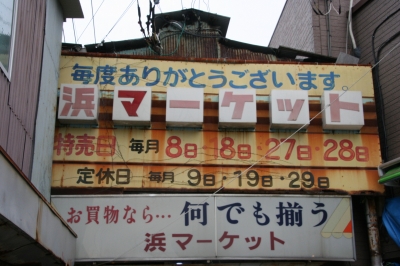 毎度ありがとうございます
浜マーケット
特売日 毎月8日・18日・27日・28日
定休日 毎月9日・19日・29日
お買物なら…何でも揃う
浜マーケット